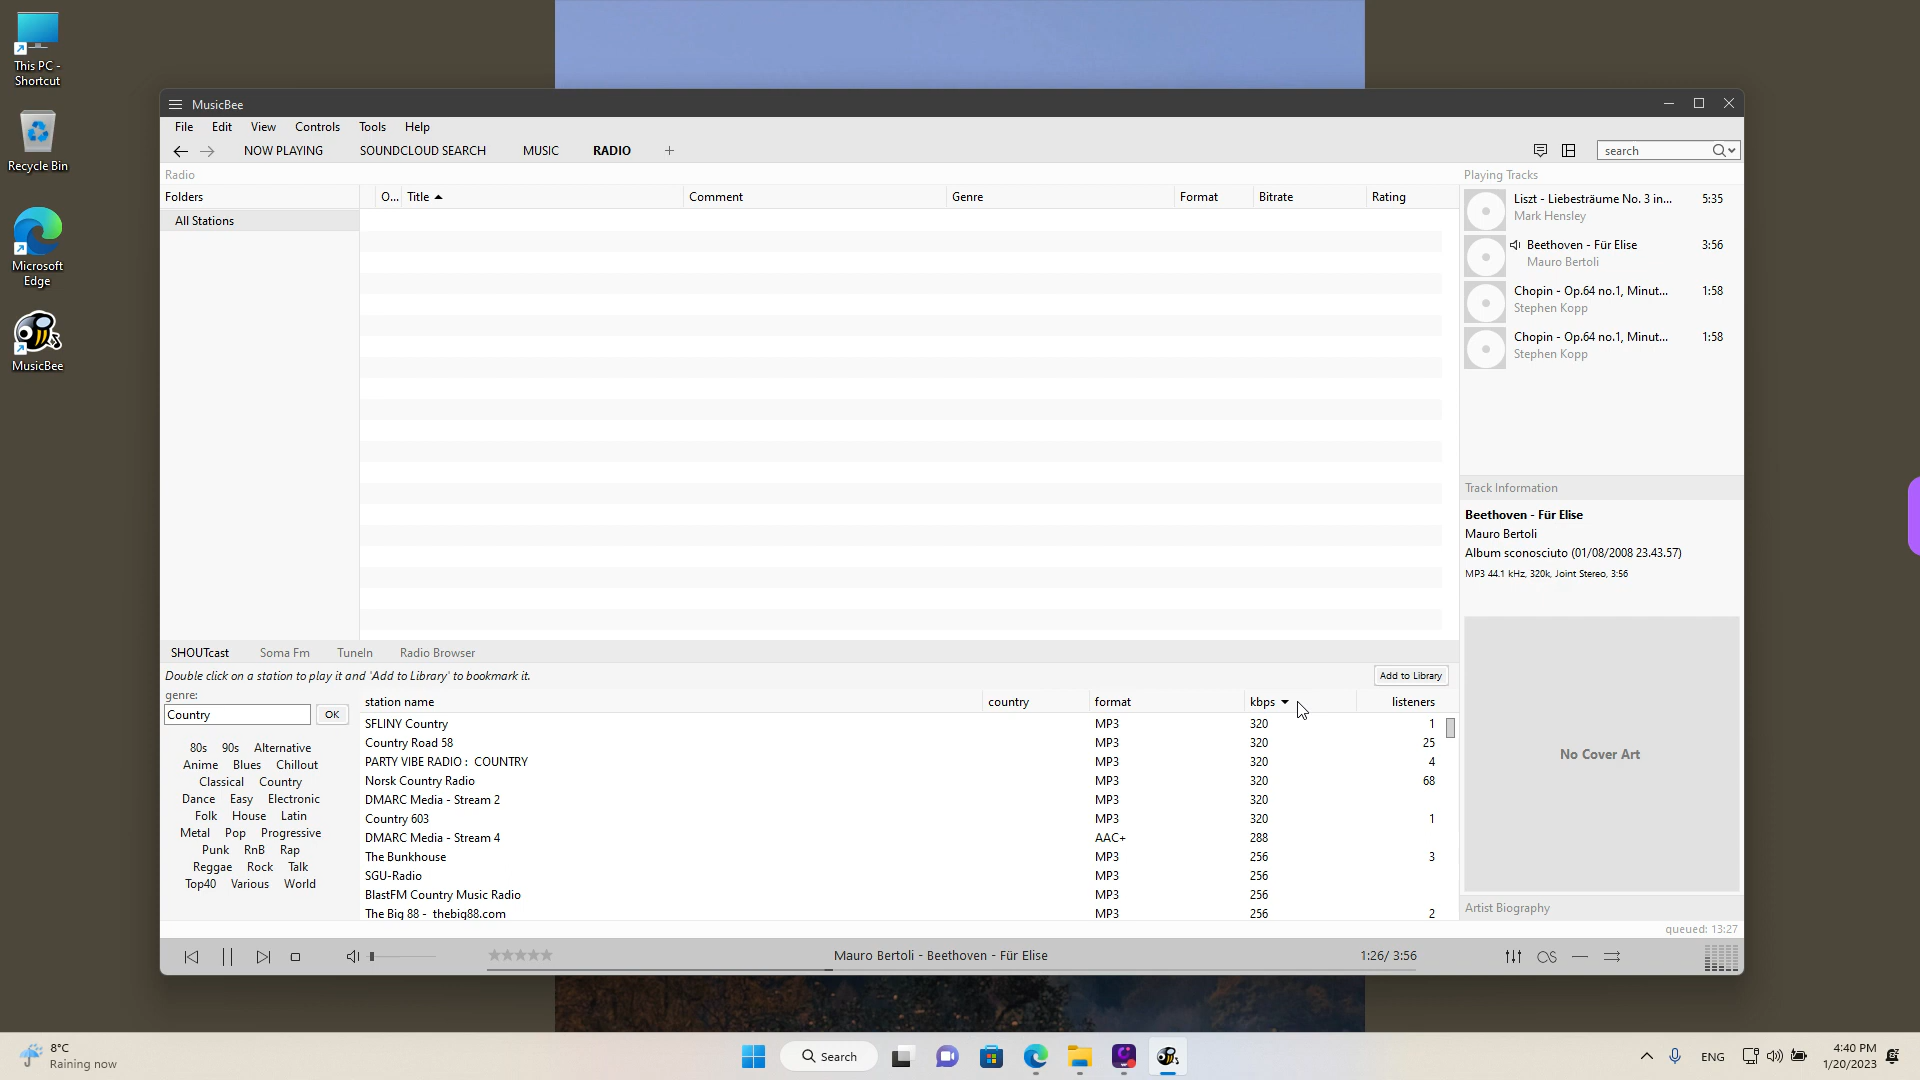 This PC -
Shortcut
Recycle Bin
Microsoft
Edge
MusicBee
MusicBee
File Edit View Controls Tools Help
NOW PLAYING SOUNDCLOUD SEARCH MUSIC RADIO +
search
Radio
Folders
All Stations
O... Title Comment Genre Format Bitrate Rating
Playing Tracks
Liszt - Liebesträume No. 3 in... 5:35
Mark Hensley
Beethoven - Für Elise 3:56
Mauro Bertoli
Chopin - Op.64 no.1, Minut... 1:58
Stephen Kopp
Chopin - Op.64 no.1, Minut... 1:58
Stephen Kopp
Track Information
Beethoven - Für Elise
Mauro Bertoli
Album sconosciuto (01/08/2008 23.43.57)
MP3 44.1 kHz, 320k, Joint Stereo, 3:56
No Cover Art
Artist Biography
queued: 13:27
SHOUTcast Soma Fm TuneIn Radio Browser
Double click on a station to play it and 'Add to Library' to bookmark it.
Add to Library
genre:
Country OK
80s 90s Alternative
Anime Blues Chillout
Classical Country
Dance Easy Electronic
Folk House Latin
Metal Pop Progressive
Punk RnB Rap
Reggae Rock Talk
Top40 Various World
station name country format kbps listeners
SFLINY Country MP3 320 1
Country Road 58 MP3 320 25
PARTY VIBE RADIO : COUNTRY MP3 320 4
Norsk Country Radio MP3 320 68
DMARC Media - Stream 2 MP3 320
Country 603 MP3 320 1
DMARC Media - Stream 4 AAC+ 288
The Bunkhouse MP3 256 3
SGU-Radio MP3 256
BlastFM Country Music Radio MP3 256
The Big 88 - thebig88.com MP3 256 2
Mauro Bertoli - Beethoven - Für Elise 1:26/ 3:56
8°C
Raining now
Search
ENG
4:40 PM
1/20/2023